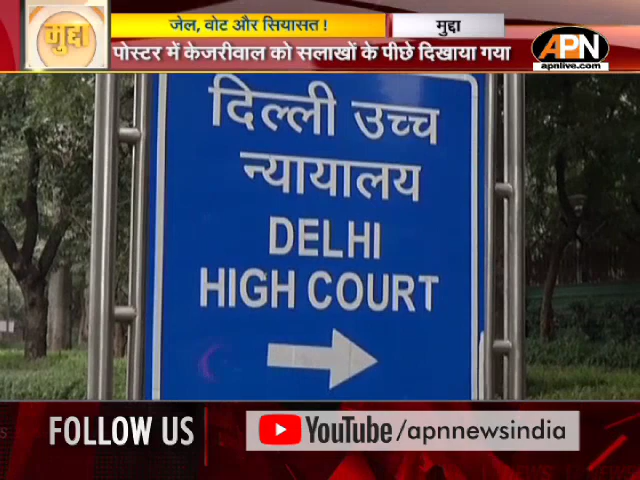 मुद्दा
जेल, वोट और सियासत !
मुद्दा
पोस्टर में केजरीवाल को सलाखों के पीछे दिखाया गया
APN
apnlive.com
दिल्ली उच्च
न्यायालय
DELHI
HIGH COURT
FOLLOW US
YouTube/apnnewsindia